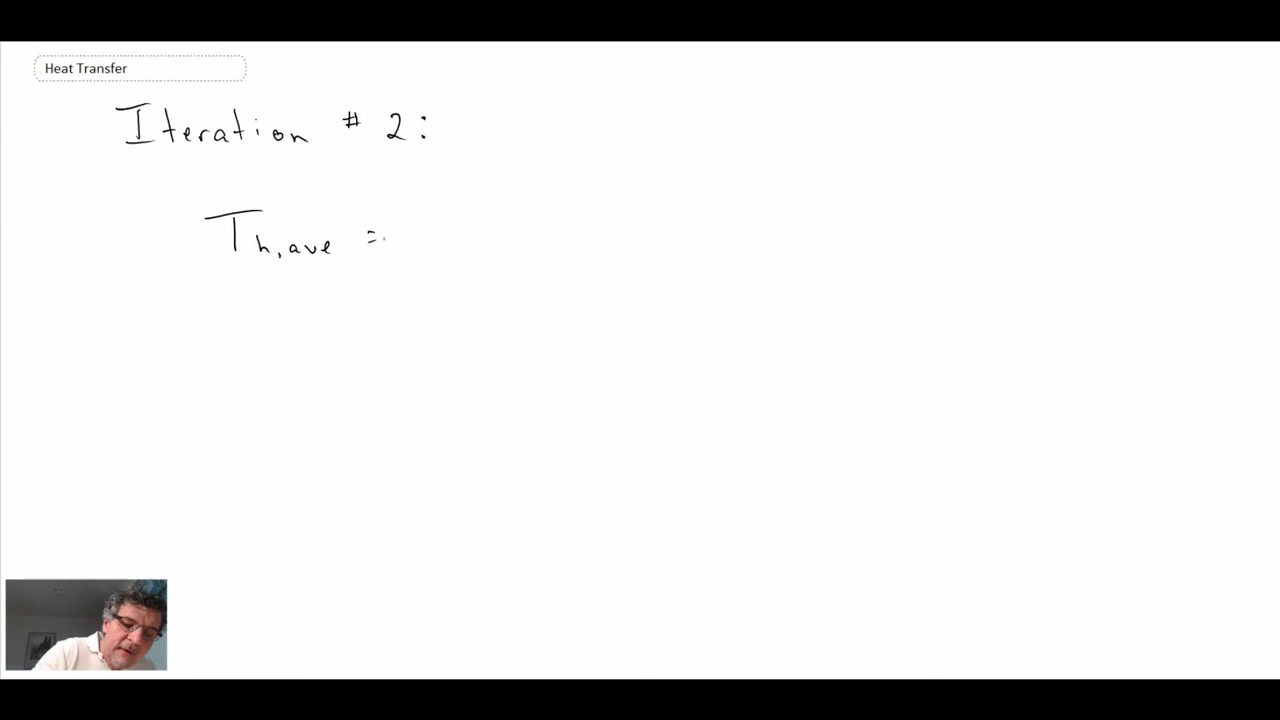 Heat Transfer
Iteration # 2:
Th,ave =